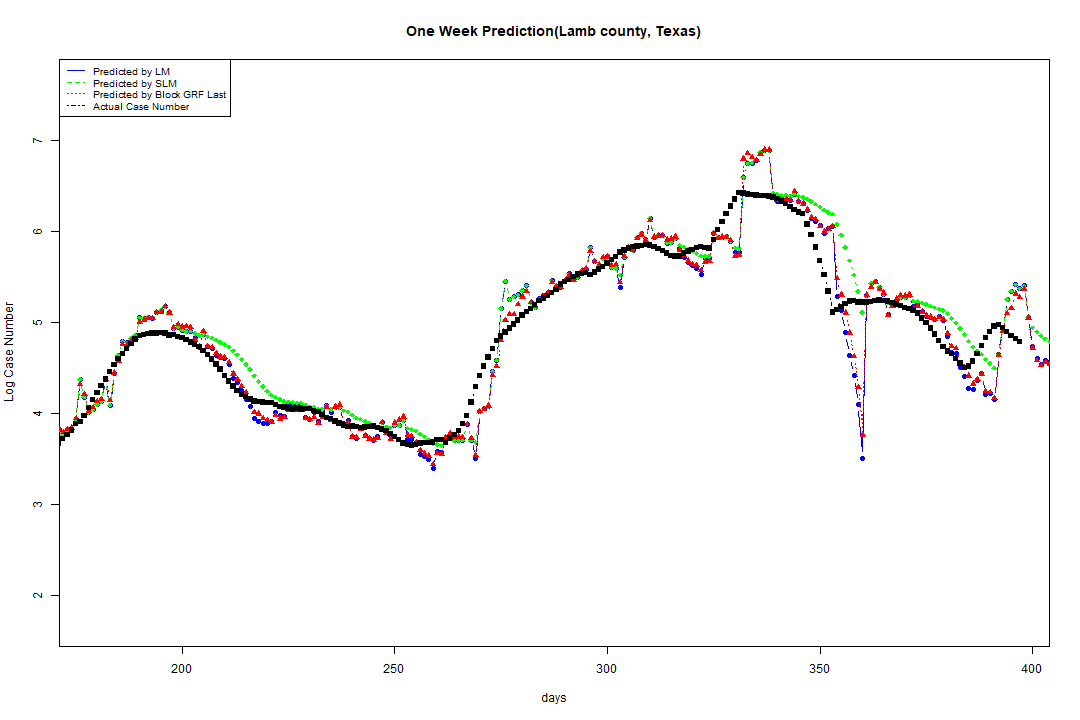 One Week Prediction(Lamb county, Texas)
Predicted by LM
Predicted by SLM
Predicted by Block GRF Last
Actual Case Number
Log Case Number
7
6
5
4
3
2
200 250 300 350 400
days